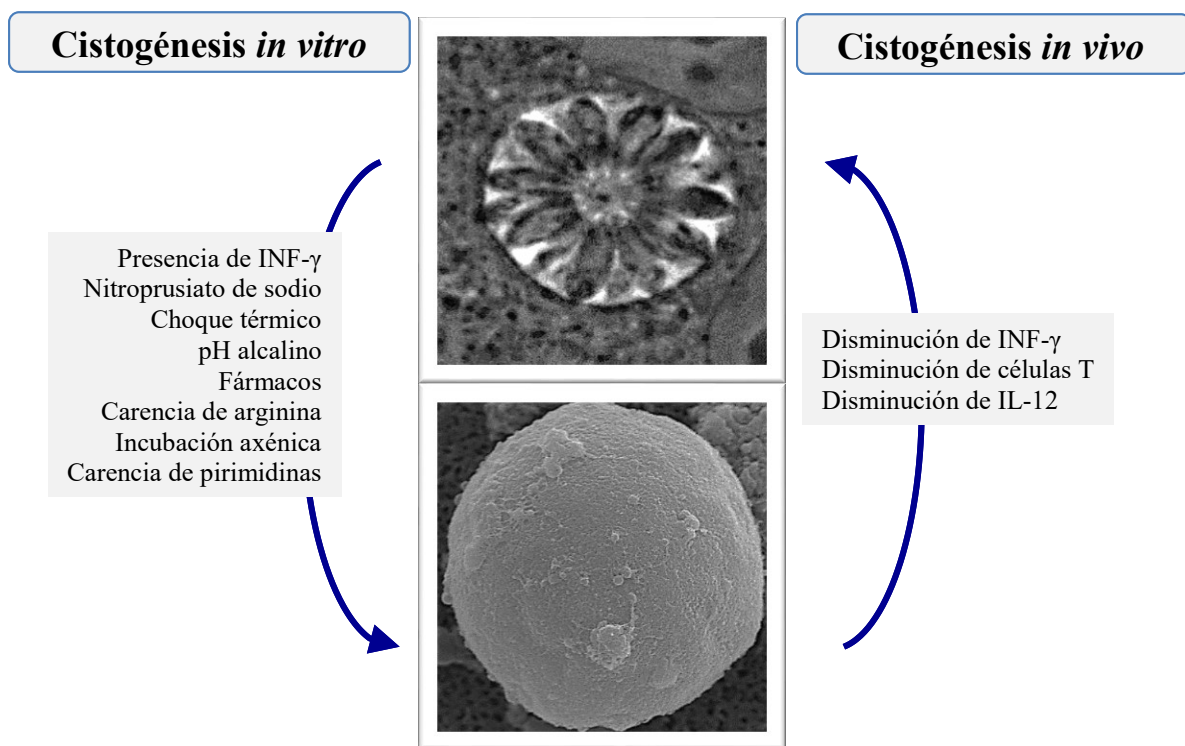 Cistogénesis in vitro
Cistogénesis in vivo
Presencia de INF-γ
Nitroprusiato de sodio
Choque térmico
pH alcalino
Fármacos
Carencia de arginina
Incubación axénica
Carencia de pirimidinas
Disminución de INF-γ
Disminución de células T
Disminución de IL-12